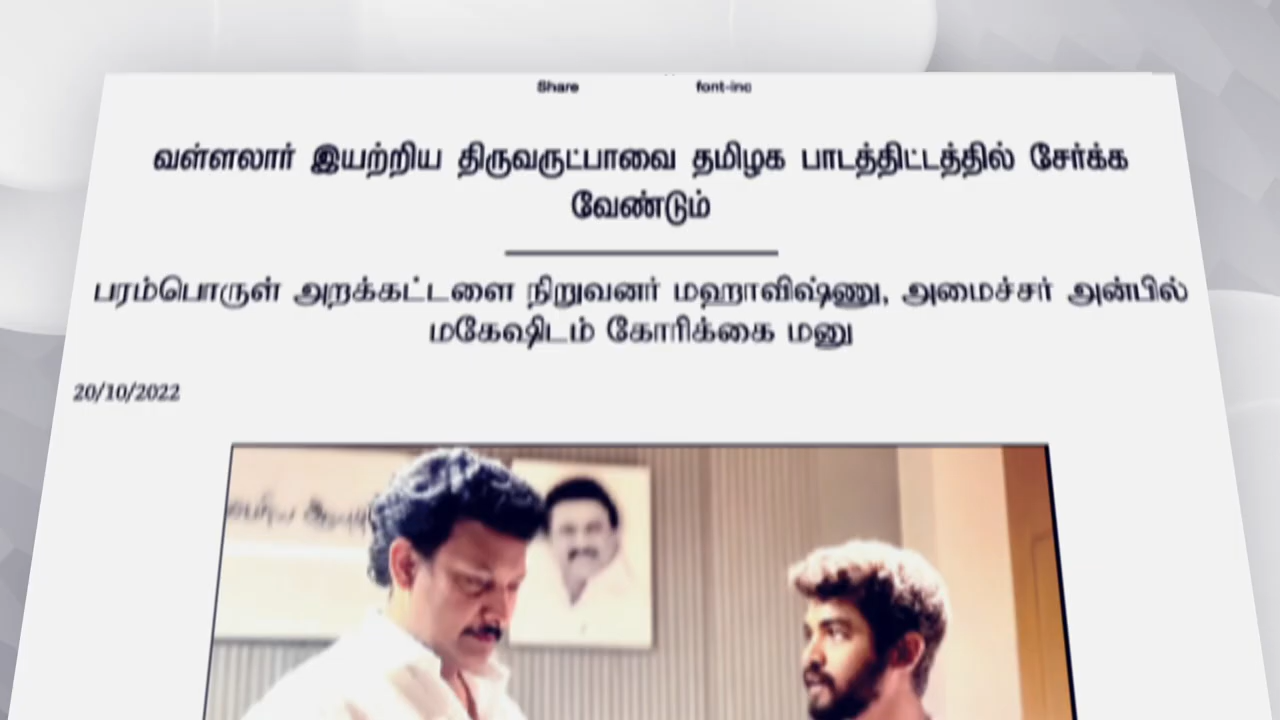 Share font-inc
வள்ளலார் இயற்றிய திருவருட்பாவை தமிழக பாடத்திட்டத்தில் சேர்க்க
வேண்டும்
பரம்பொருள் அறக்கட்டளை நிறுவனர் மஹாவிஷ்ணு, அமைச்சர் அன்பில்
மகேஷிடம் கோரிக்கை மனு
20/10/2022